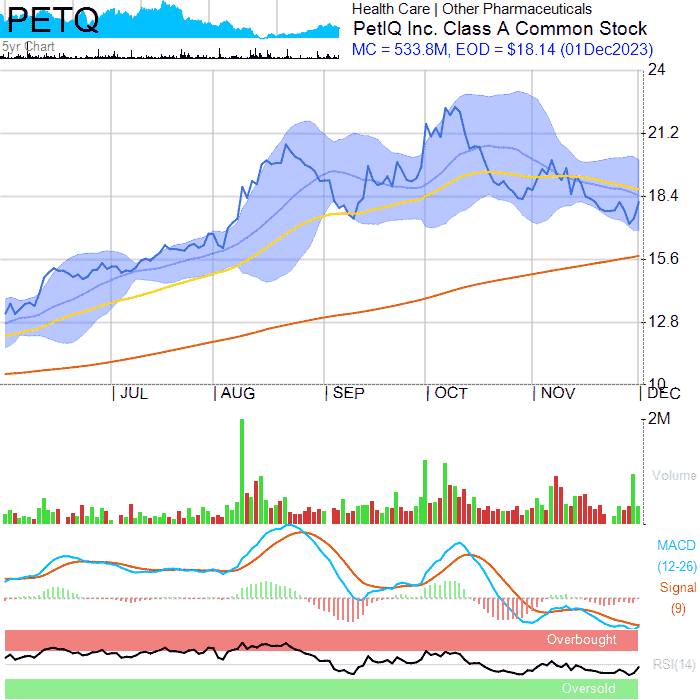 PETQ
5yr Chart
Health Care | Other Pharmaceuticals
PetIQ Inc. Class A Common Stock
MC = 533.8M, EOD = $18.14 (01Dec2023)
24
21.2
18.4
15.6
12.8
10
JUL
AUG
SEP
OCT
NOV
DEC
2M
Volume
MACD
(12-26)
Signal
(9)
Overbought
RSI(14)
Oversold